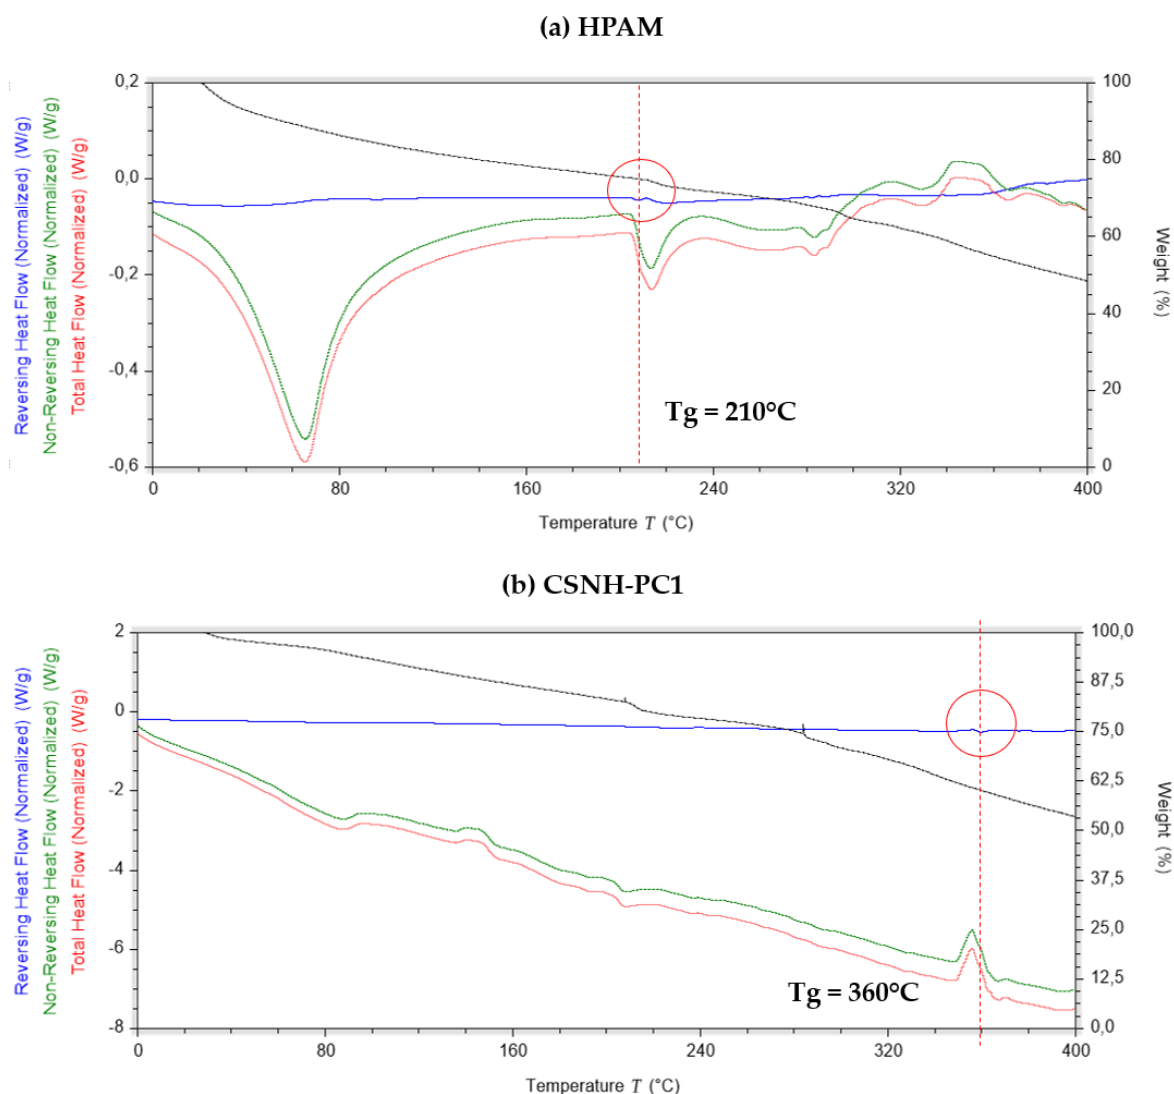 (a) HPAM
Reversing Heat Flow (Normalized) (W/g)
Non-Reversing Heat Flow (Normalized) (W/g)
Total Heat Flow (Normalized) (W/g)
0,2
0,0
-0,2
-0,4
-0,6
100
80
60
40
20
0
Weight (%)
Tg = 210°C
0 80 160 240 320 400
Temperature T (°C)
(b) CSNH-PC1
Reversing Heat Flow (Normalized) (W/g)
Non-Reversing Heat Flow (Normalized) (W/g)
Total Heat Flow (Normalized) (W/g)
2
0
-2
-4
-6
-8
100,0
87,5
75,0
62,5
50,0
37,5
25,0
12,5
0,0
Weight (%)
Tg = 360°C
0 80 160 240 320 400
Temperature T (°C)